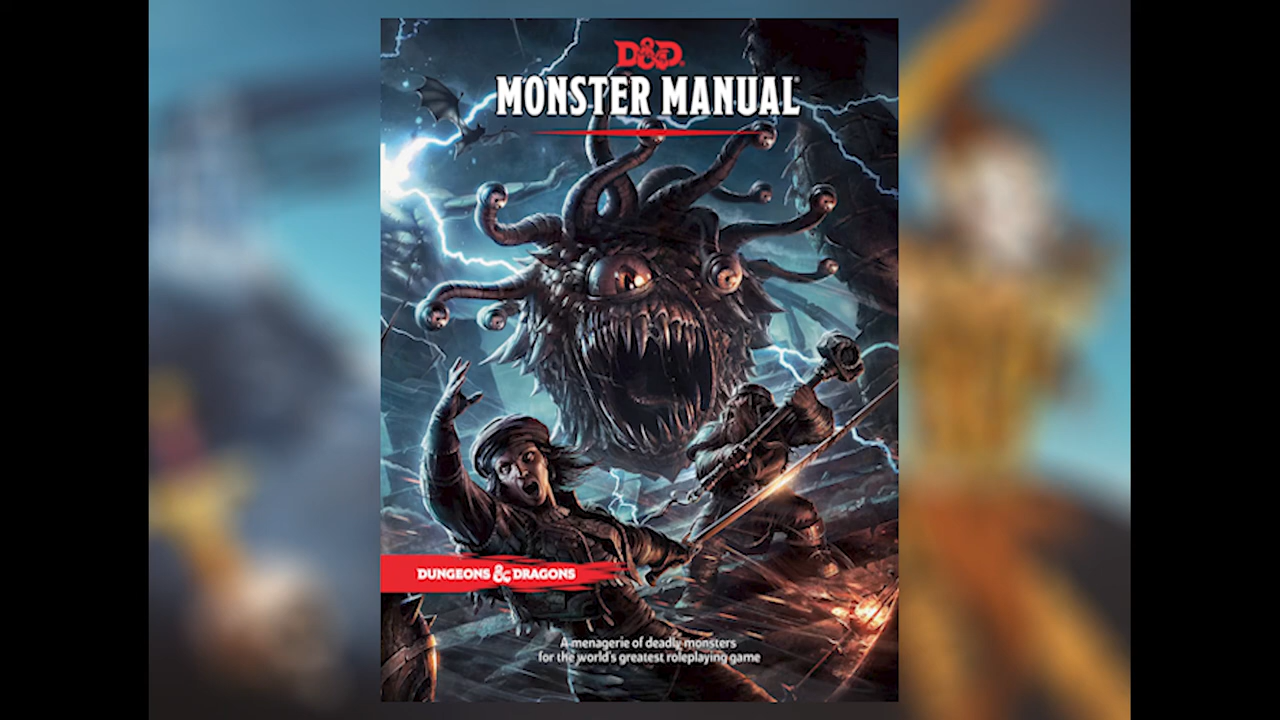 D&D
MONSTER MANUAL
DUNGEONS & DRAGONS
A menagerie of deadly monsters
for the world's greatest roleplaying game